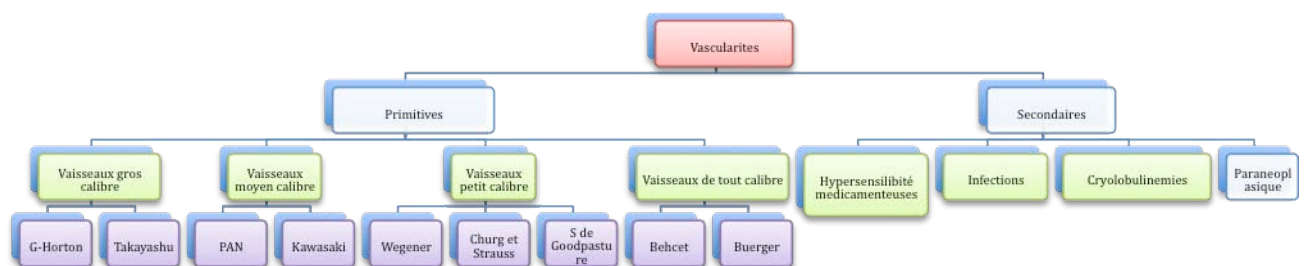 Vascularites
Primitives
Secondaires
Vaisseaux gros
calibre
Vaisseaux
moyen calibre
Vaisseaux
petit calibre
Vaisseaux de tout calibre
Hypersensilibité
medicamenteuses
Infections
Cryolobulinemies
Paraneopl
asique
G-Horton
Takayashu
PAN
Kawasaki
Wegener
Churg et
Strauss
S de
Goodpastu
re
Behcet
Buerger